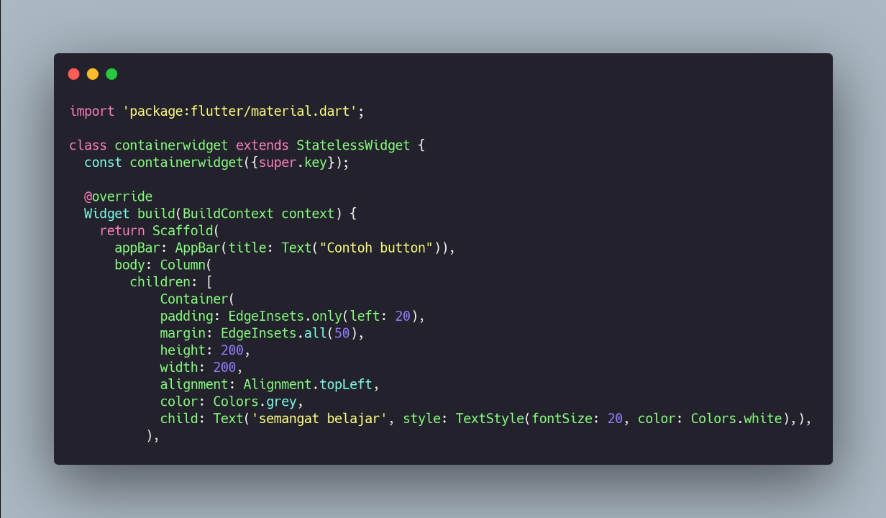 import 'package:flutter/material.dart';
class containerwidget extends StatelessWidget {
const containerwidget({super.key});
@override
Widget build(BuildContext context) {
return Scaffold(
appBar: AppBar(title: Text("Contoh button")),
body: Column(
children: [
Container(
padding: EdgeInsets.only(left: 20),
margin: EdgeInsets.all(50),
height: 200,
width: 200,
alignment: Alignment.topLeft,
color: Colors.grey,
child: Text('semangat belajar', style: TextStyle(fontSize: 20, color: Colors.white),),
),